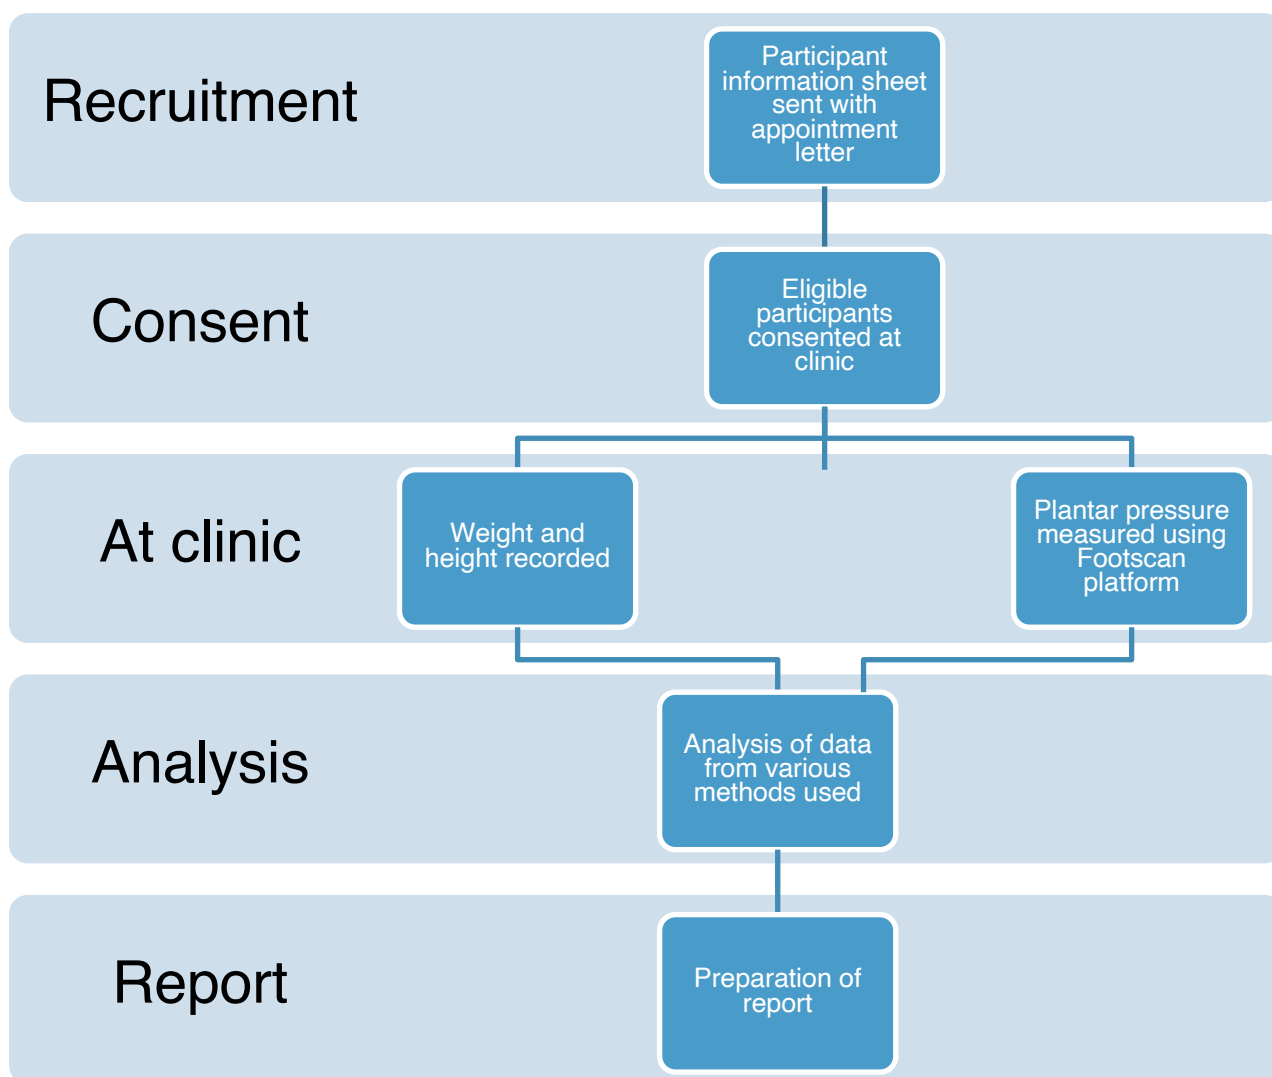 Recruitment
Participant
information sheet
sent with
appointment
letter
Consent
Eligible
participants
consented at
clinic
At clinic
Weight and
height recorded
Plantar pressure
measured using
Footscan
platform
Analysis
Analysis of data
from various
methods used
Report
Preparation of
report